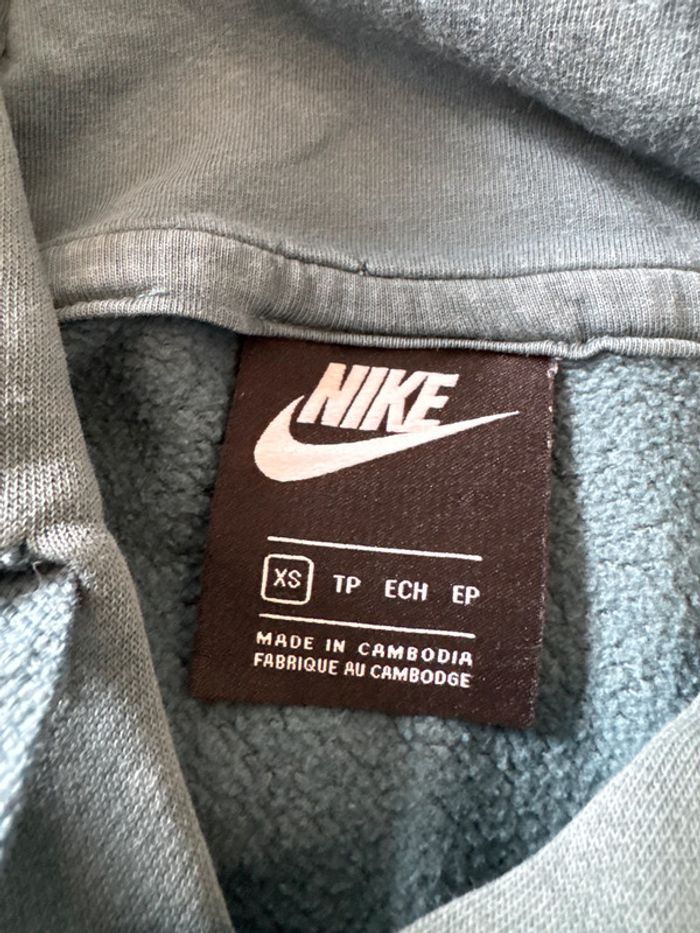 NIKE
XS TP ECH EP
MADE IN CAMBODIA
FABRIQUE AU CAMBODGE